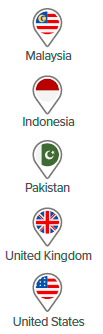 Malaysia
Indonesia
Pakistan
United Kingdom
United States